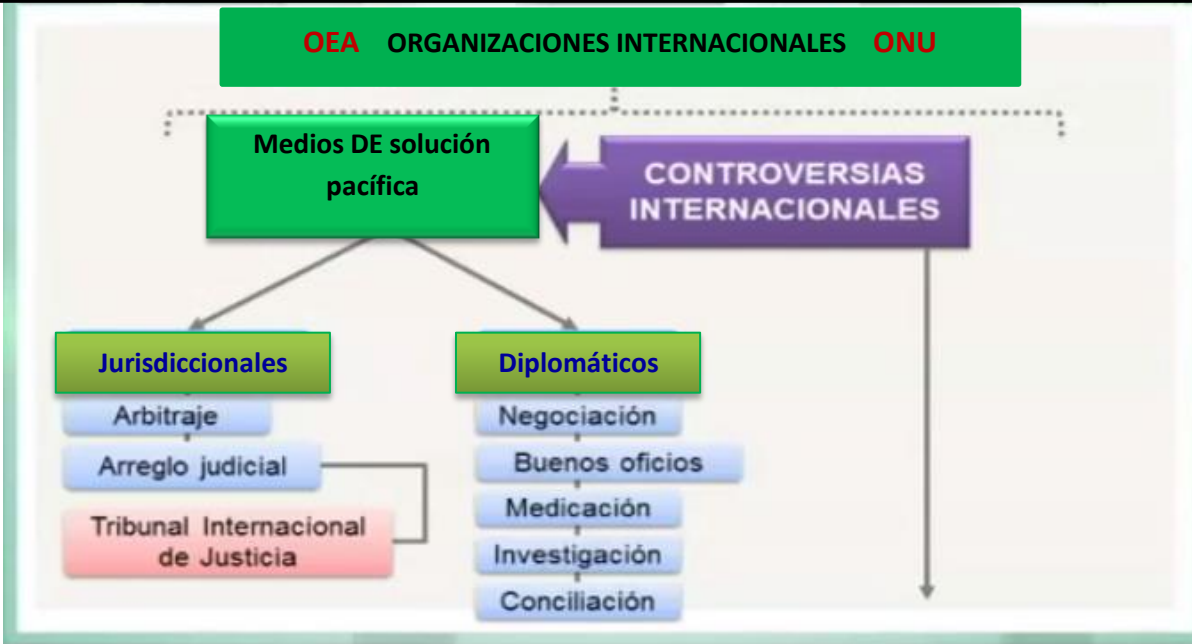 OEA ORGANIZACIONES INTERNACIONALES ONU
Medios DE solución
pacífica
CONTROVERSIAS
INTERNACIONALES
Jurisdiccionales
Arbitraje
Arreglo judicial
Tribunal Internacional
de Justicia
Diplomáticos
Negociación
Buenos oficios
Medicación
Investigación
Conciliación